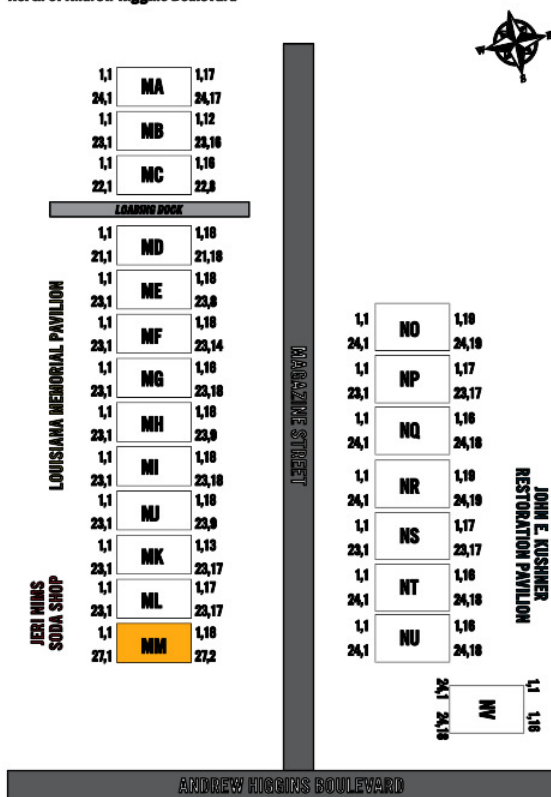 1,1 MA 1,17
24,1 24,17
1,1 MB 1,12
23,1 23,16
1,1 MC 1,16
22,1 22,8
LOADING DOCK
1,1 MD 1,18
21,1 21,18
1,1 ME 1,18
23,1 23,8
1,1 MF 1,18
23,1 23,14
1,1 MG 1,16
23,1 23,18
1,1 MH 1,18
23,1 23,9
1,1 MI 1,18
23,1 23,18
1,1 MJ 1,18
23,1 23,9
1,1 MK 1,13
23,1 23,17
1,1 ML 1,17
23,1 23,17
1,1 MM 1,18
27,1 27,2
LOUISIANA MEMORIAL PAVILION
JERI NIMS
SODA SHOP
MAGAZINE STREET
1,1 NO 1,19
24,1 24,19
1,1 NP 1,17
23,1 23,17
1,1 NQ 1,16
24,1 24,18
1,1 NR 1,19
24,1 24,19
1,1 NS 1,17
23,1 23,17
1,1 NT 1,16
24,1 24,18
1,1 NU 1,16
24,1 24,18
24,1 NV 1,1
24,18 1,16
JOHN E. KUSHNER
RESTORATION PAVILION
ANDREW HIGGINS BOULEVARD